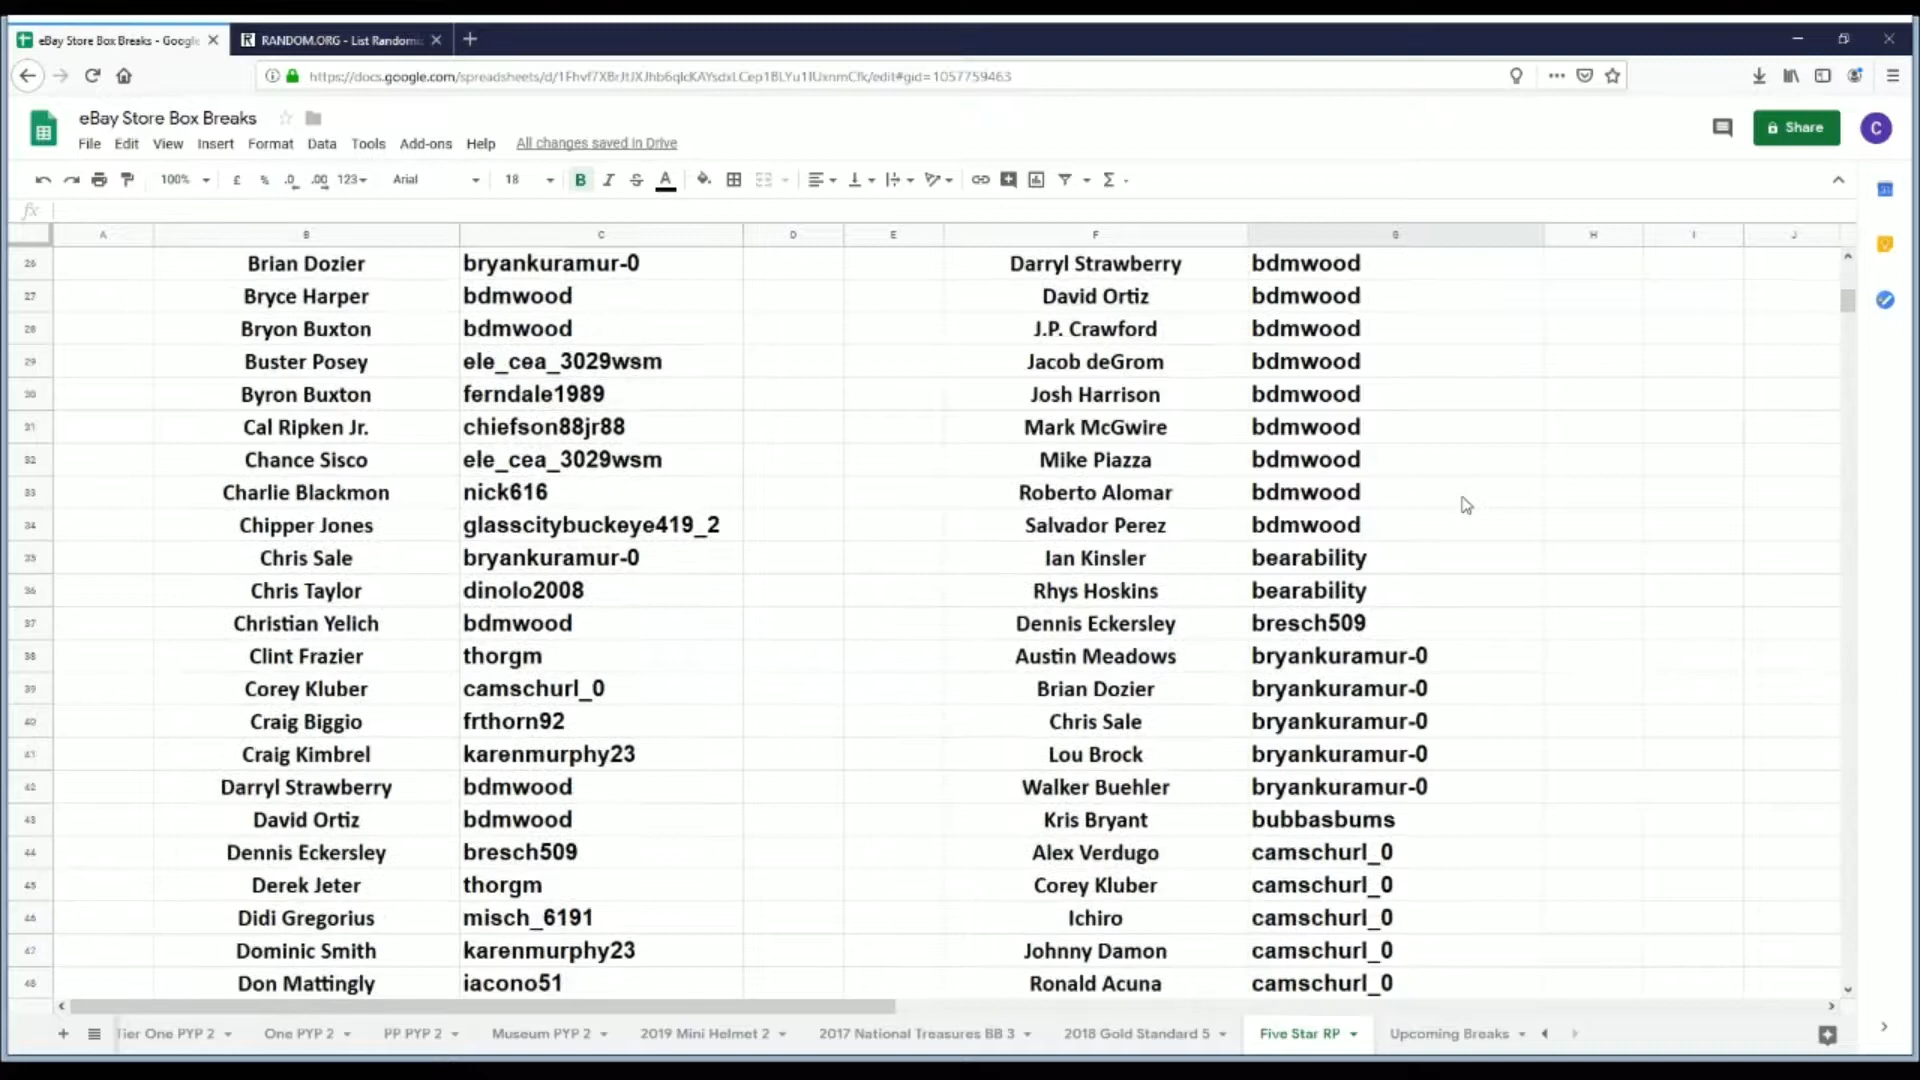 eBay Store Box Breaks - Google
RANDOM.ORG - List Randomiz
https://docs.google.com/spreadsheets/d/
eBay Store Box Breaks
File Edit View Insert Format Data Tools Add-ons Help All changes saved in Drive
Share
C
100% £ % .0 .00 123 Arial 18 B I S A
fx
A B C D E F G H I J
26 Brian Dozier bryankuramur-0 Darryl Strawberry bdmwood
27 Bryce Harper bdmwood David Ortiz bdmwood
28 Bryon Buxton bdmwood J.P. Crawford bdmwood
29 Buster Posey ele_cea_3029wsm Jacob deGrom bdmwood
30 Byron Buxton ferndale1989 Josh Harrison bdmwood
31 Cal Ripken Jr. chiefson88jr88 Mark McGwire bdmwood
32 Chance Sisco ele_cea_3029wsm Mike Piazza bdmwood
33 Charlie Blackmon nick616 Roberto Alomar bdmwood
34 Chipper Jones glasscitybuckeye419_2 Salvador Perez bdmwood
35 Chris Sale bryankuramur-0 Ian Kinsler bearability
36 Chris Taylor dinolo2008 Rhys Hoskins bearability
37 Christian Yelich bdmwood Dennis Eckersley bresch509
38 Clint Frazier thorgm Austin Meadows bryankuramur-0
39 Corey Kluber camschurl_0 Brian Dozier bryankuramur-0
40 Craig Biggio frthorn92 Chris Sale bryankuramur-0
41 Craig Kimbrel karenmurphy23 Lou Brock bryankuramur-0
42 Darryl Strawberry bdmwood Walker Buehler bryankuramur-0
43 David Ortiz bdmwood Kris Bryant bubbasbums
44 Dennis Eckersley bresch509 Alex Verdugo camschurl_0
45 Derek Jeter thorgm Corey Kluber camschurl_0
46 Didi Gregorius misch_6191 Ichiro camschurl_0
47 Dominic Smith karenmurphy23 Johnny Damon camschurl_0
48 Don Mattingly iacono51 Ronald Acuna camschurl_0
Tier One PYP 2 One PYP 2 PP PYP 2 Museum PYP 2 2019 Mini Helmet 2 2017 National Treasures BB 3 2018 Gold Standard 5 Five Star RP Upcoming Breaks